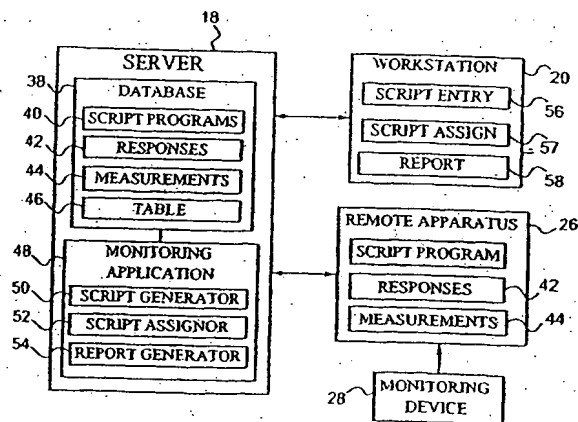 18
SERVER
38
DATABASE
40
SCRIPT PROGRAMS
42
RESPONSES
44
MEASUREMENTS
46
TABLE
48
MONITORING
APPLICATION
50
SCRIPT GENERATOR
52
SCRIPT ASSIGNOR
54
REPORT GENERATOR
WORKSTATION
20
SCRIPT ENTRY
56
SCRIPT ASSIGN
57
REPORT
58
REMOTE APPARATUS
26
SCRIPT PROGRAM
RESPONSES
42
MEASUREMENTS
44
28
MONITORING
DEVICE